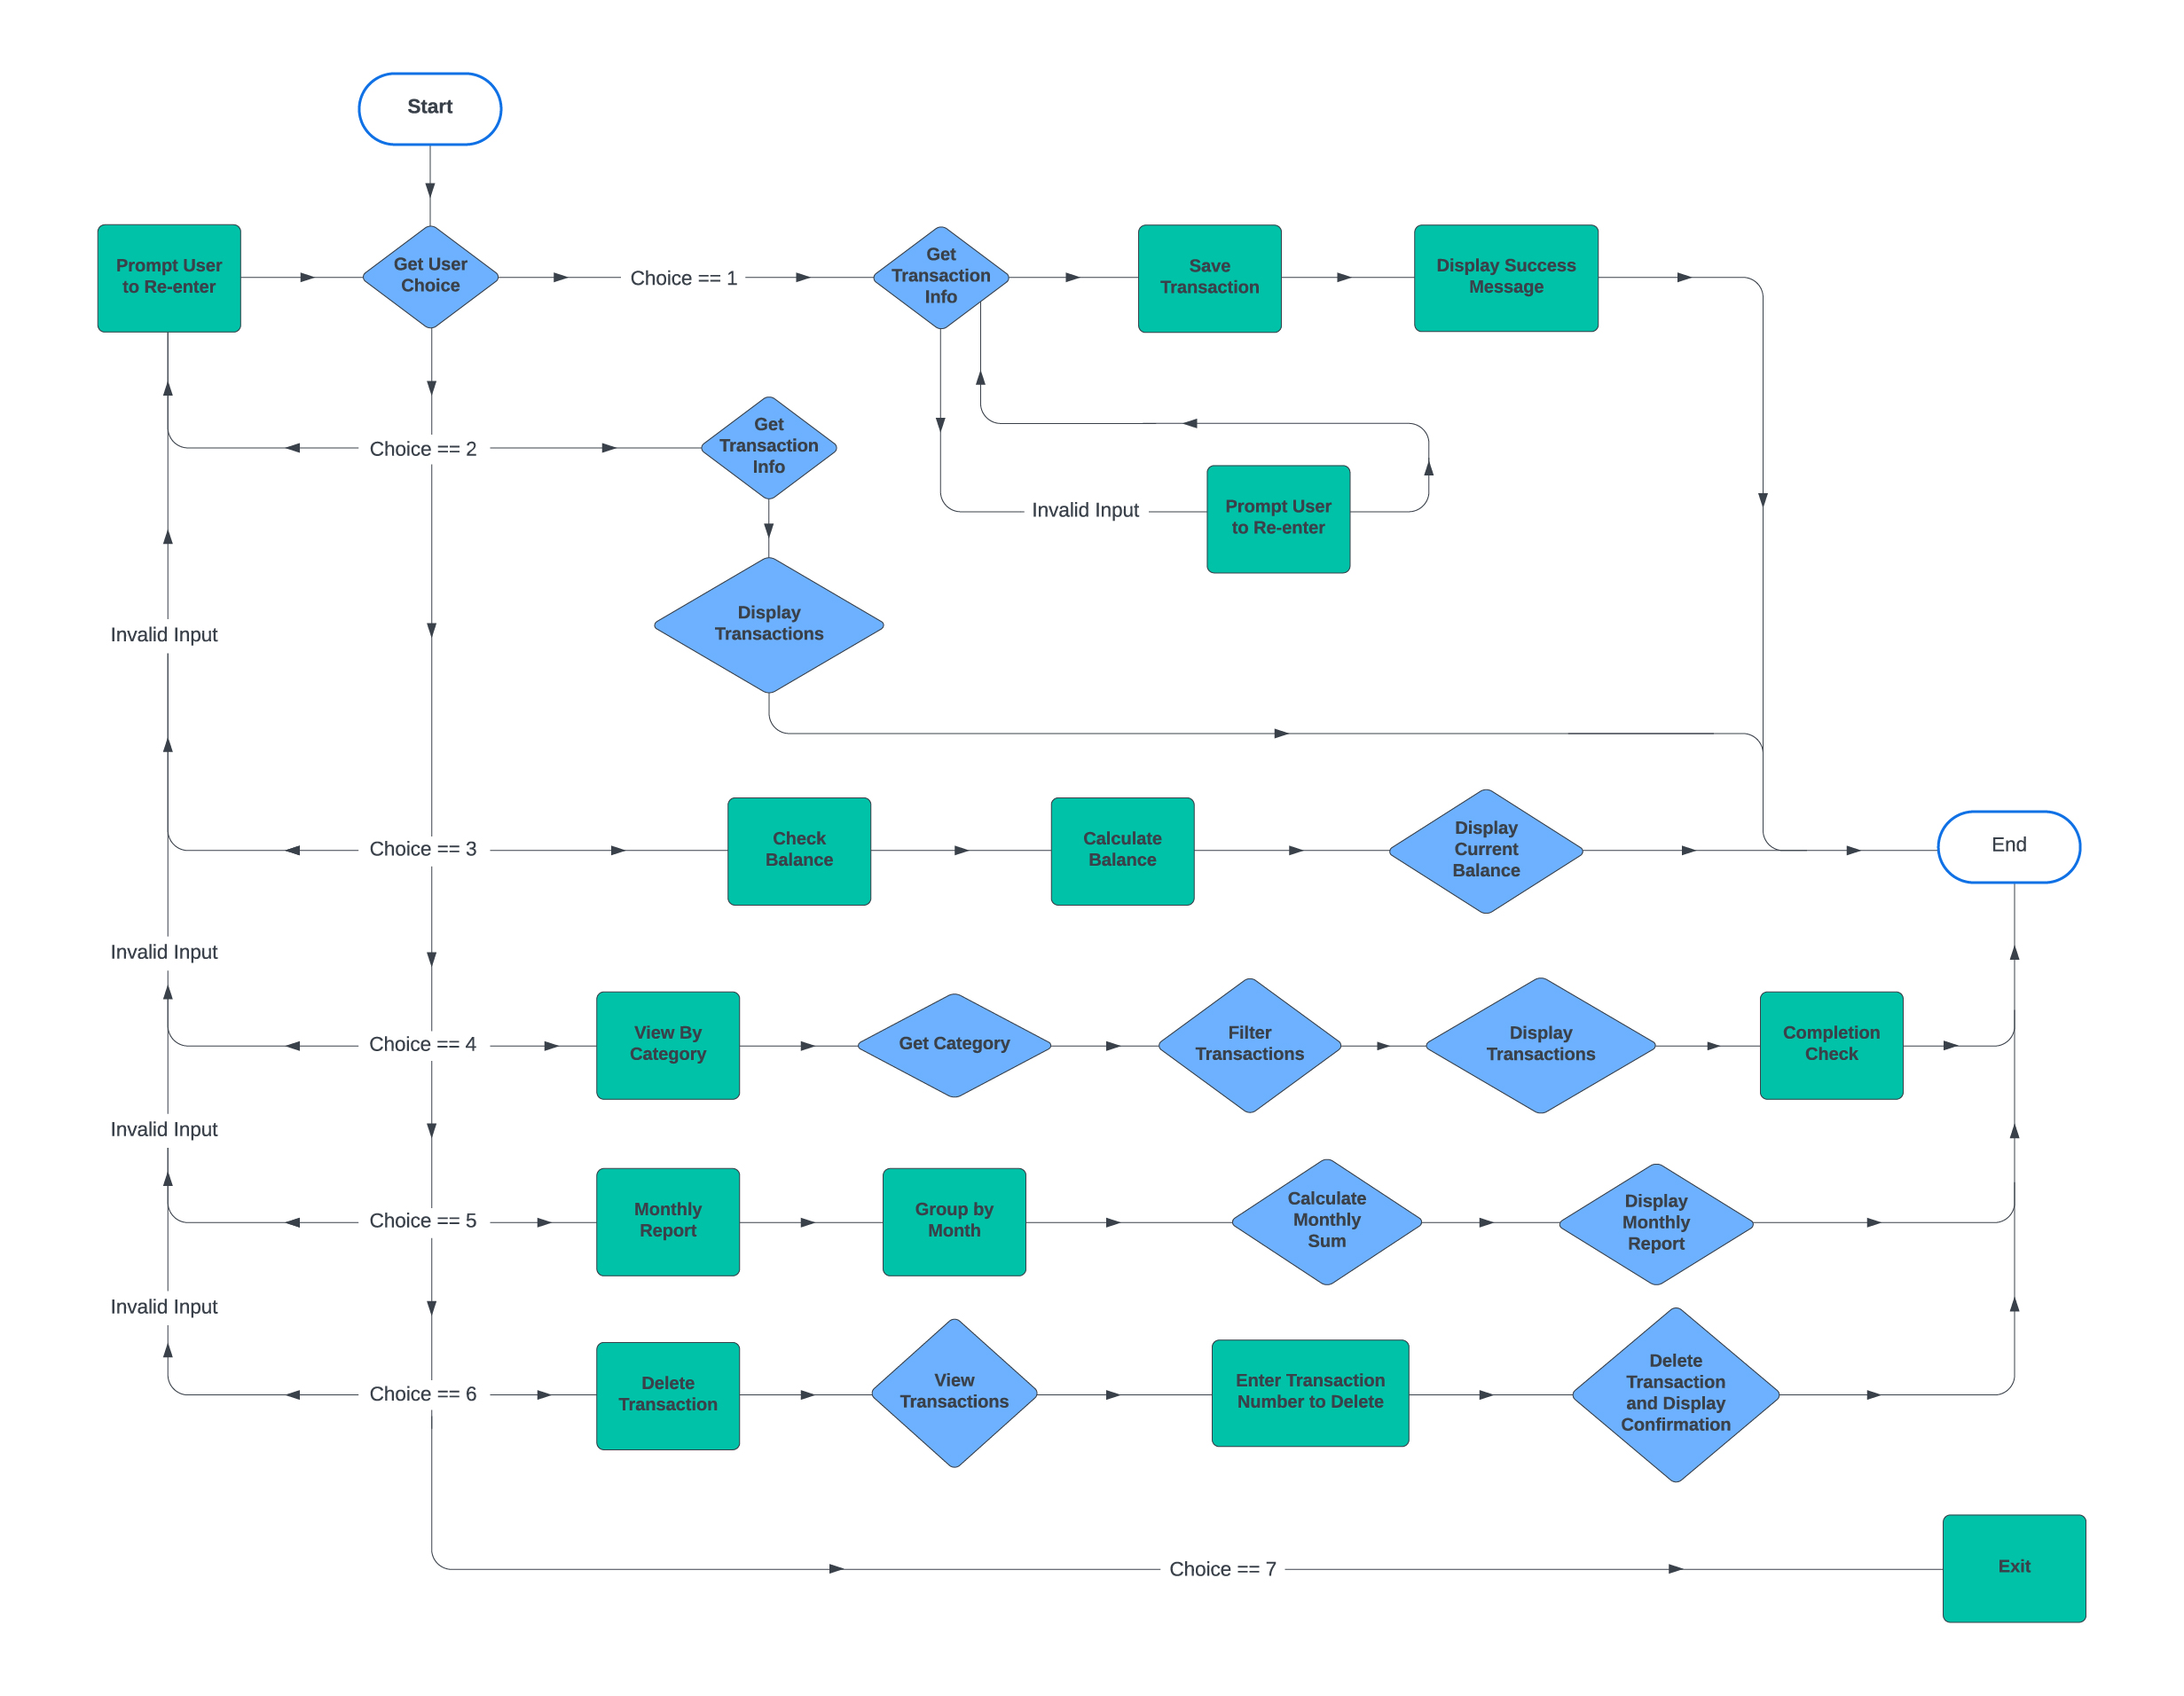 Start
Prompt User
to Re-enter
Get User
Choice
Choice == 1
Get
Transaction
Info
Save
Transaction
Display Success
Message
Choice == 2
Get
Transaction
Info
Invalid Input
Prompt User
to Re-enter
Display
Transactions
Invalid Input
Choice == 3
Check
Balance
Calculate
Balance
Display
Current
Balance
End
Invalid Input
Choice == 4
View By
Category
Get Category
Filter
Transactions
Display
Transactions
Completion
Check
Invalid Input
Choice == 5
Monthly
Report
Group by
Month
Calculate
Monthly
Sum
Display
Monthly
Report
Invalid Input
Choice == 6
Delete
Transaction
View
Transactions
Enter Transaction
Number to Delete
Delete
Transaction
and Display
Confirmation
Choice == 7
Exit